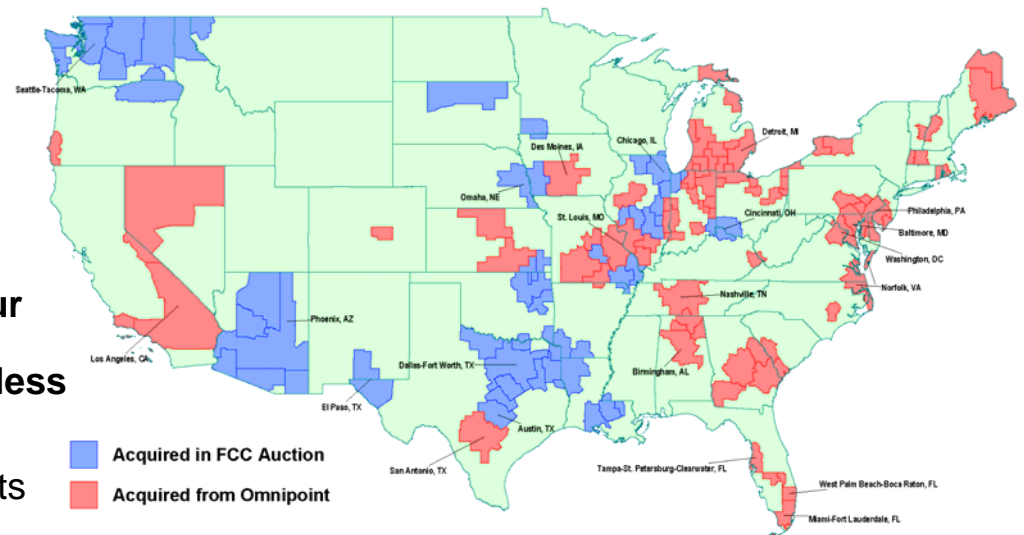 Seattle-Tacoma, WA
Chicago, IL
Detroit, MI
Des Moines, IA
Omaha, NE
Cincinnati, OH
St. Louis, MO
Philadelphia, PA
Baltimore, MD
Washington, DC
Norfolk, VA
ur
Nashville, TN
Phoenix, AZ
Los Angeles, CA
Dallas-Fort Worth, TX
less
Birmingham, AL
El Paso, TX
Austin, TX
Acquired in FCC Auction
San Antonio, TX
Tampa-St. Petersburg-Clearwater, FL
ts
Acquired from Omnipoint
West Palm Beach-Boca Raton, FL
Miami-Fort Lauderdale, FL